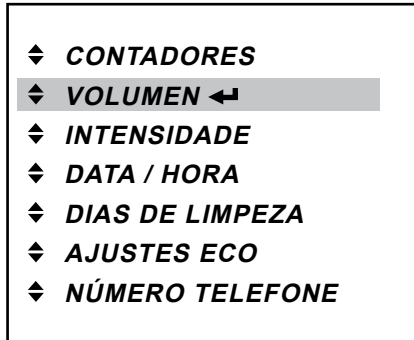 CONTADORES
VOLUMEN
INTENSIDADE
DATA / HORA
DIAS DE LIMPEZA
AJUSTES ECO
NÚMERO TELEFONE